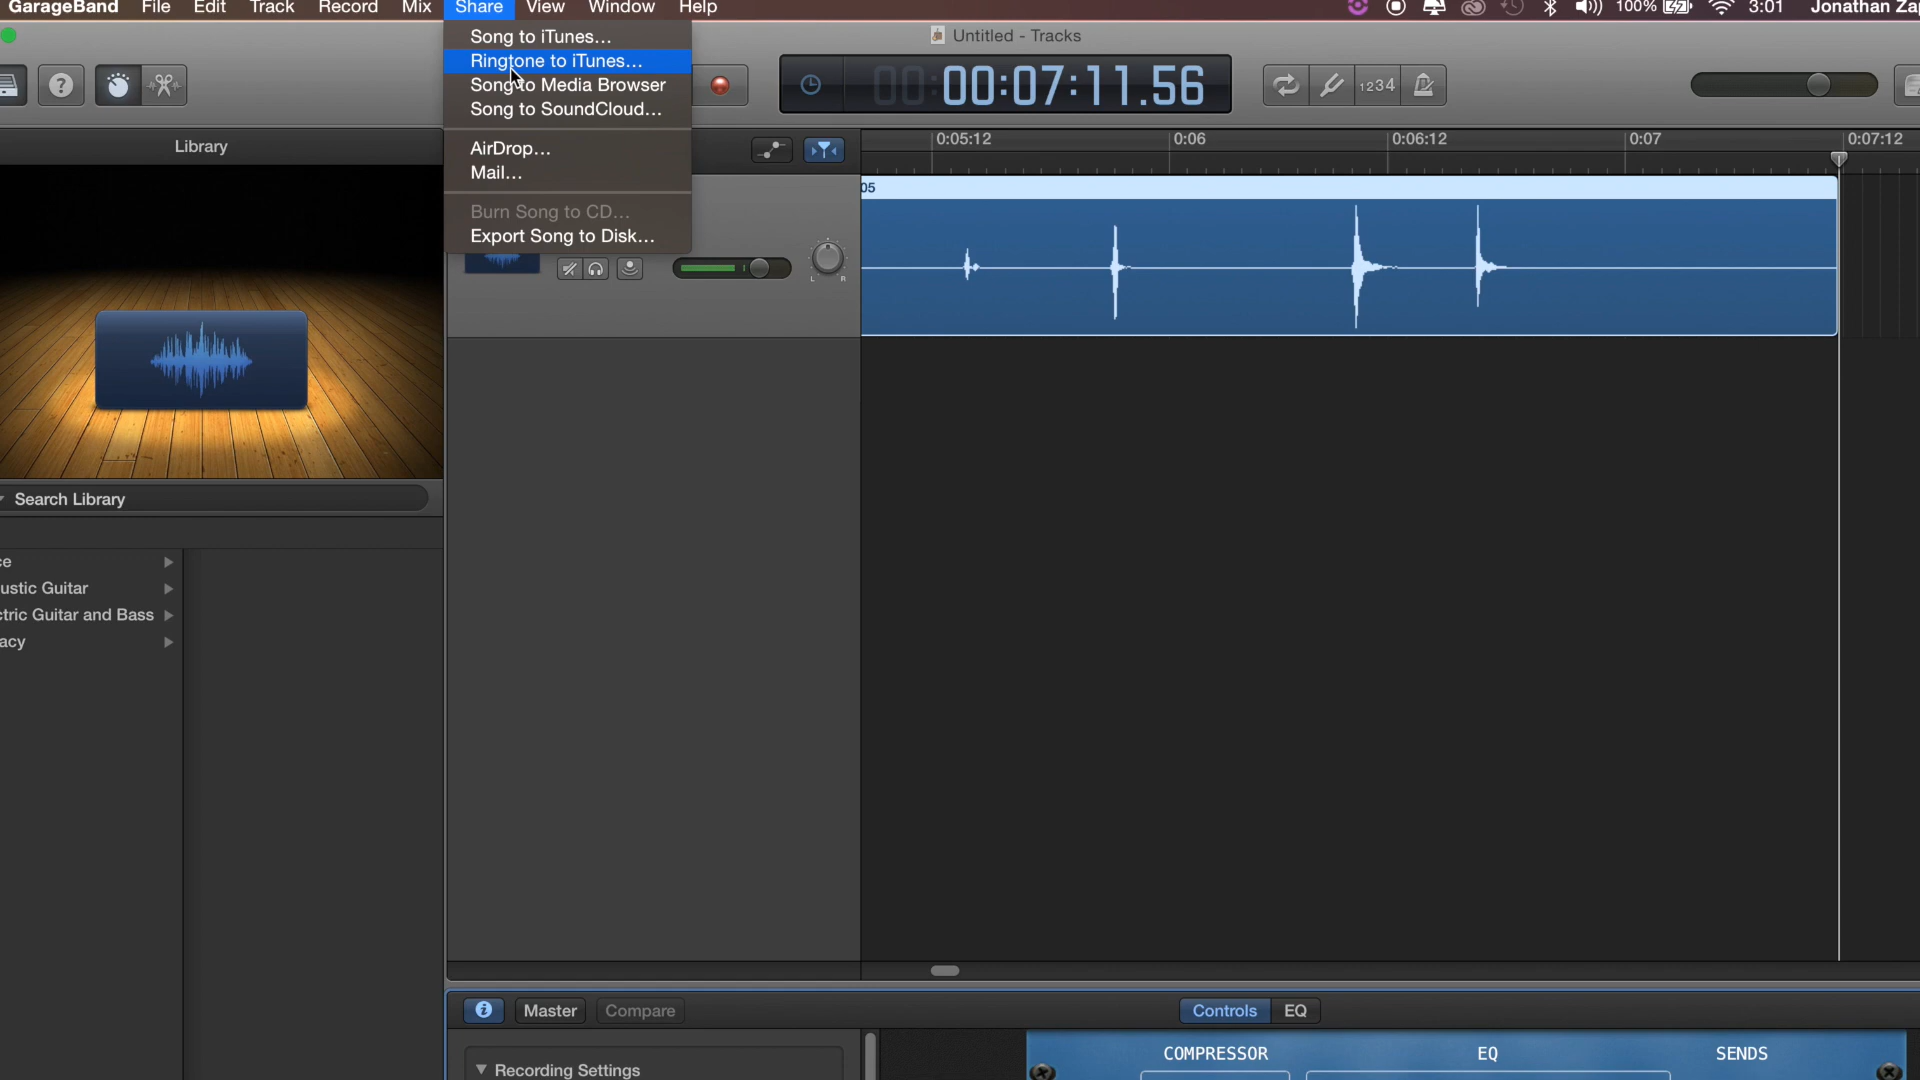 GarageBand File Edit Track Record Mix Share View Window Help 100% 3:01 Jonathan Zap
Song to iTunes...
Ringtone to iTunes...
Song to Media Browser
Song to SoundCloud...
AirDrop...
Mail...
Burn Song to CD...
Export Song to Disk...
Untitled - Tracks
?
00:00:07:11.56
1234
Library
0:05:12 0:06 0:06:12 0:07 0:07:12
05
L R
Search Library
ce
ustic Guitar
ctric Guitar and Bass
acy
Master Compare Controls EQ
Recording Settings
COMPRESSOR EQ SENDS